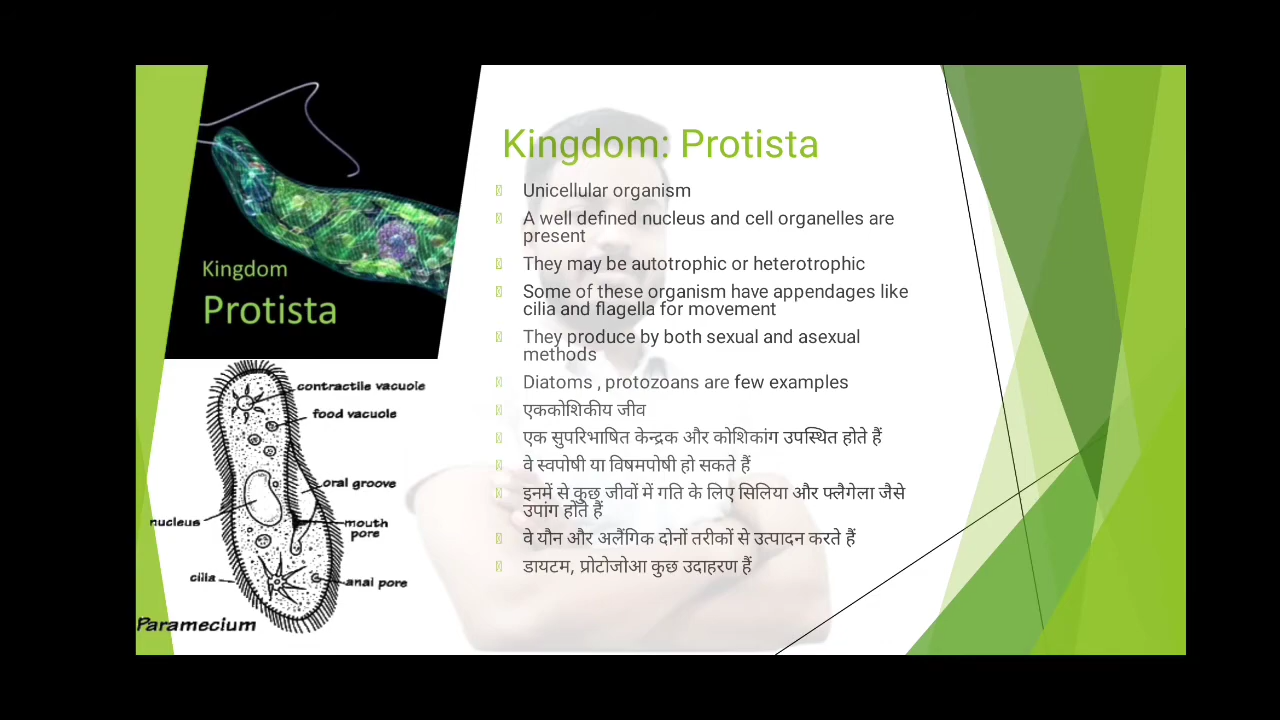 Kingdom
Protista
contractile vacuole
food vacuole
oral groove
nucleus
mouth
pore
cilia
anal pore
Paramecium
Kingdom: Protista
Unicellular organism
A well defined nucleus and cell organelles are
present
They may be autotrophic or heterotrophic
Some of these organism have appendages like
cilia and flagella for movement
They produce by both sexual and asexual
methods
Diatoms , protozoans are few examples
एककोशिकीय जीव
एक सुपरिभाषित केन्द्रक और कोशिकांग उपस्थित होते हैं
वे स्वपोषी या विषमपोषी हो सकते हैं
इनमें से कुछ जीवों में गति के लिए सिलिया और फ्लैगेला जैसे
उपांग होते हैं
वे यौन और अलैंगिक दोनों तरीकों से उत्पादन करते हैं
डायटम, प्रोटोजोआ कुछ उदाहरण हैं